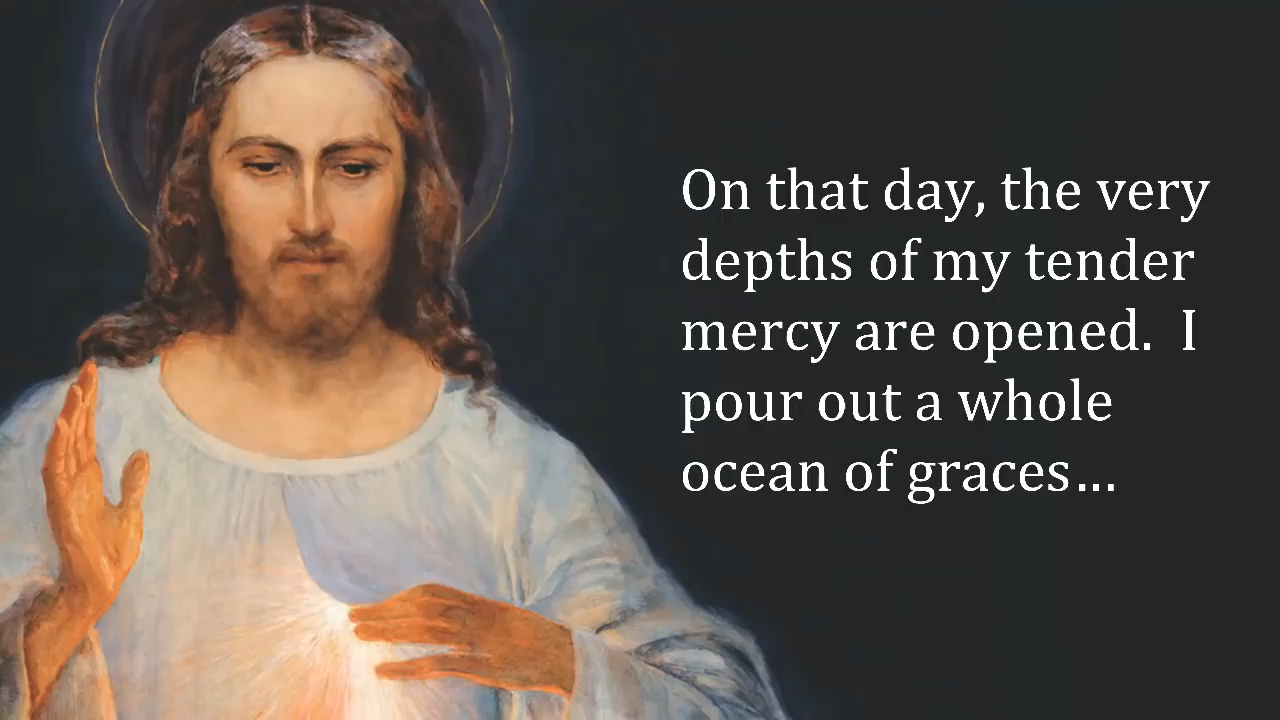 On that day, the very
depths of my tender
mercy are opened.  I
pour out a whole
ocean of graces…